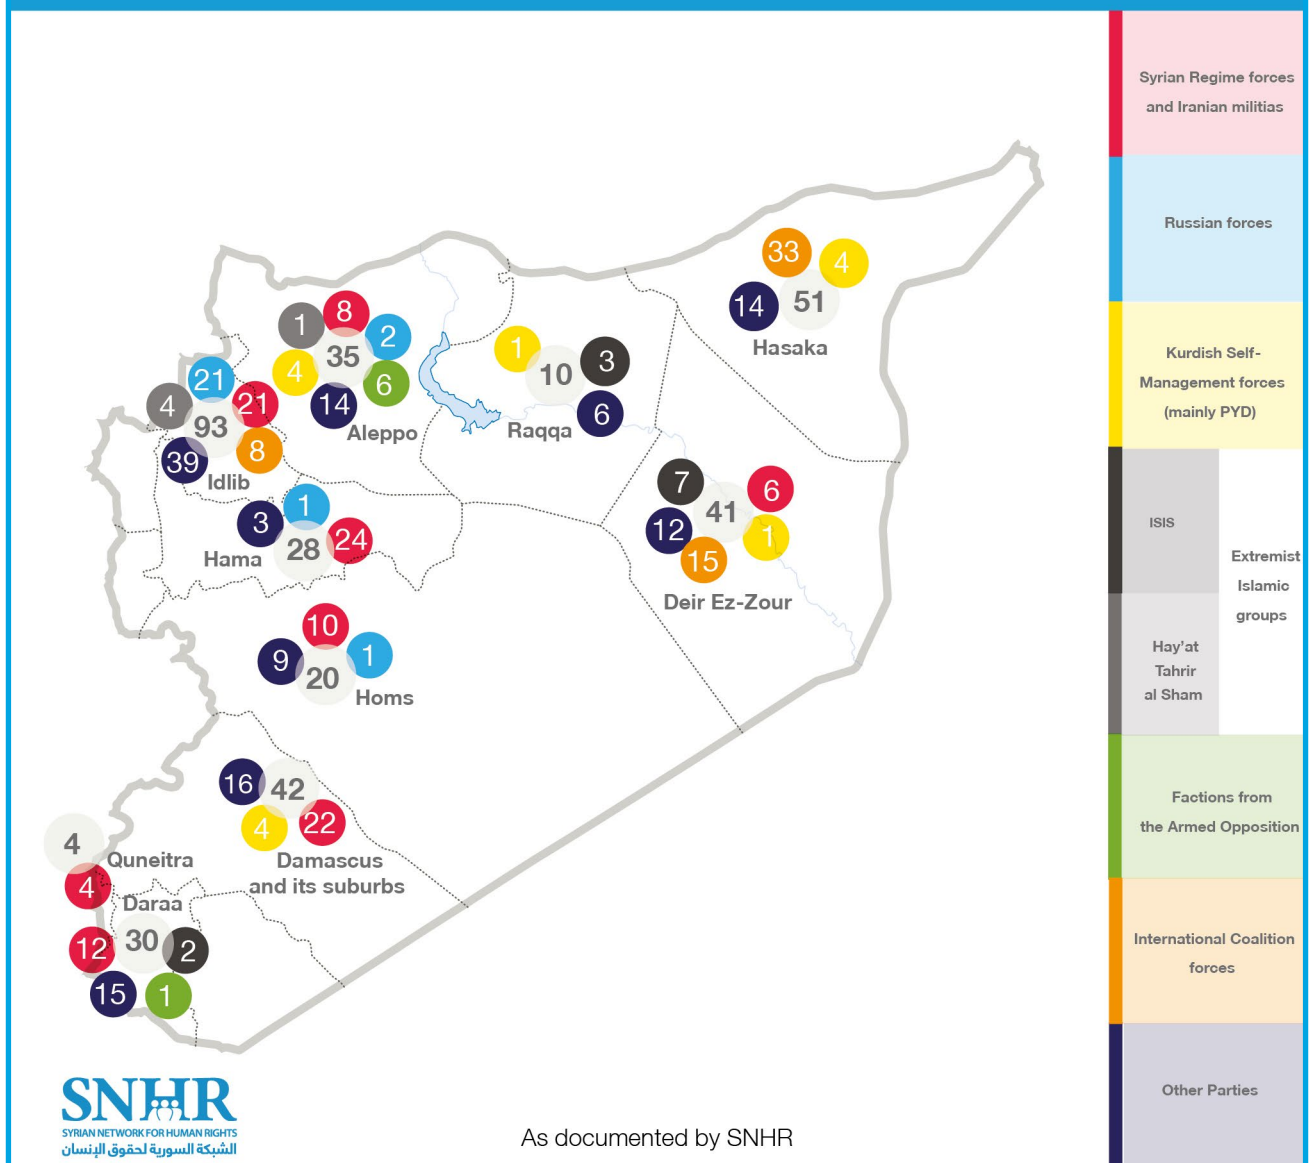 Syrian Regime forces
and Iranian militias
Russian forces
Kurdish Self-
Management forces
(mainly PYD)
ISIS
Extremist
Islamic
groups
Hay'at
Tahrir
al Sham
Factions from
the Armed Opposition
International Coalition
forces
Other Parties
33
4
14
51
Hasaka
1
8
2
35
4
6
14
Aleppo
1
3
10
6
Raqqa
21
4
21
93
39
8
Idlib
7
6
41
12
1
15
Deir Ez-Zour
1
3
24
28
Hama
10
9
1
20
Homs
16
42
4
22
Damascus
and its suburbs
4
Quneitra
4
Daraa
12
30
2
15
1
SNHR
SYRIAN NETWORK FOR HUMAN RIGHTS
الشبكة السورية لحقوق الإنسان
As documented by SNHR